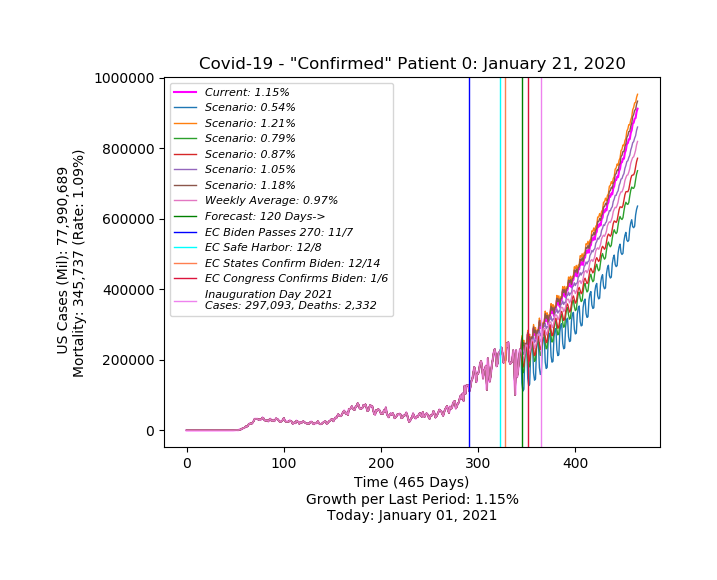 Covid-19 - "Confirmed" Patient 0: January 21, 2020
US Cases (Mil): 77,990,689
Mortality: 345,737 (Rate: 1.09%)
1000000
800000
600000
400000
200000
0
Current: 1.15%
Scenario: 0.54%
Scenario: 1.21%
Scenario: 0.79%
Scenario: 0.87%
Scenario: 1.05%
Scenario: 1.18%
Weekly Average: 0.97%
Forecast: 120 Days->
EC Biden Passes 270: 11/7
EC Safe Harbor: 12/8
EC States Confirm Biden: 12/14
EC Congress Confirms Biden: 1/6
Inauguration Day 2021
Cases: 297,093, Deaths: 2,332
0 100 200 300 400
Time (465 Days)
Growth per Last Period: 1.15%
Today: January 01, 2021